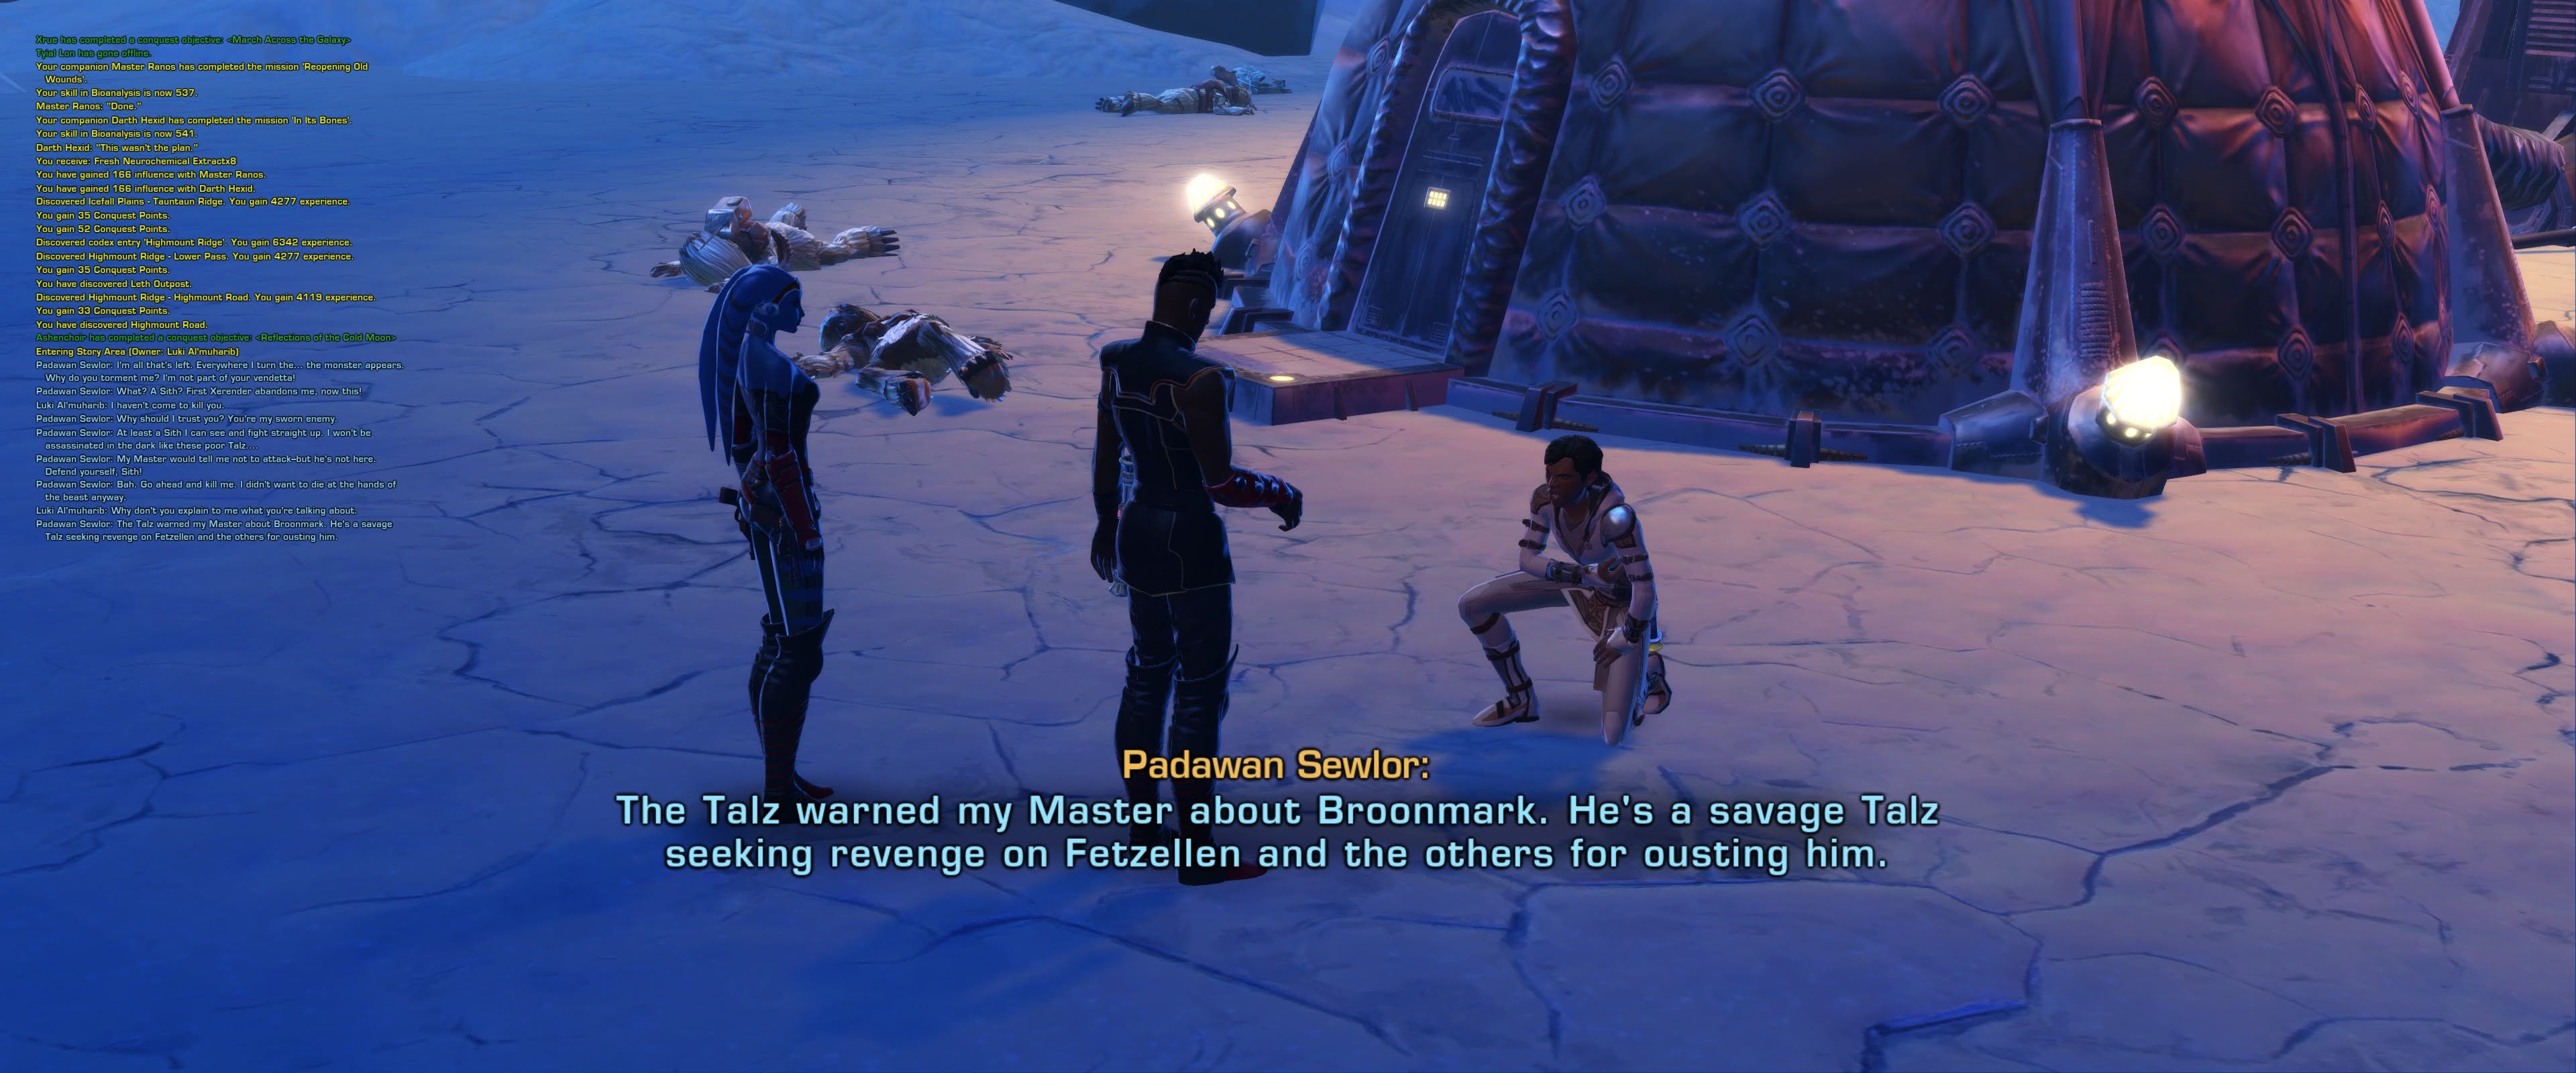 Xrue has completed a conquest objective: <March Across the Galaxy>
Tyjal Lon has gone offline.
Your companion Master Ranos has completed the mission 'Reopening Old
Wounds'.
Your skill in Bioanalysis is now 537.
Master Ranos: "Done."
Your companion Darth Hexid has completed the mission 'In Its Bones'.
Your skill in Bioanalysis is now 541.
Darth Hexid: "This wasn't the plan."
You receive: Fresh Neurochemical Extractx8
You have gained 166 influence with Master Ranos.
You have gained 166 influence with Darth Hexid.
Discovered Icefall Plains - Tauntaun Ridge. You gain 4277 experience.
You gain 35 Conquest Points.
You gain 52 Conquest Points.
Discovered codex entry 'Highmount Ridge'. You gain 6342 experience.
Discovered Highmount Ridge - Lower Pass. You gain 4277 experience.
You gain 35 Conquest Points.
You have discovered Leth Outpost.
Discovered Highmount Ridge - Highmount Road. You gain 4119 experience.
You gain 33 Conquest Points.
You have discovered Highmount Road.
Ashenchoir has completed a conquest objective: <Reflections of the Cold Moon>
Entering Story Area (Owner: Luki Al'muharib)
Padawan Sewlor: I'm all that's left. Everywhere I turn the... the monster appears.
Why do you torment me? I'm not part of your vendetta!
Padawan Sewlor: What? A Sith? First Xerender abandons me, now this!
Luki Al'muharib: I haven't come to kill you.
Padawan Sewlor: Why should I trust you? You're my sworn enemy.
Padawan Sewlor: At least a Sith I can see and fight straight up. I won't be
assassinated in the dark like these poor Talz....
Padawan Sewlor: My Master would tell me not to attack–but he's not here.
Defend yourself, Sith!
Padawan Sewlor: Bah. Go ahead and kill me. I didn't want to die at the hands of
the beast anyway.
Luki Al'muharib: Why don't you explain to me what you're talking about.
Padawan Sewlor: The Talz warned my Master about Broonmark. He's a savage
Talz seeking revenge on Fetzellen and the others for ousting him.
Padawan Sewlor:
The Talz warned my Master about Broonmark. He's a savage Talz
seeking revenge on Fetzellen and the others for ousting him.